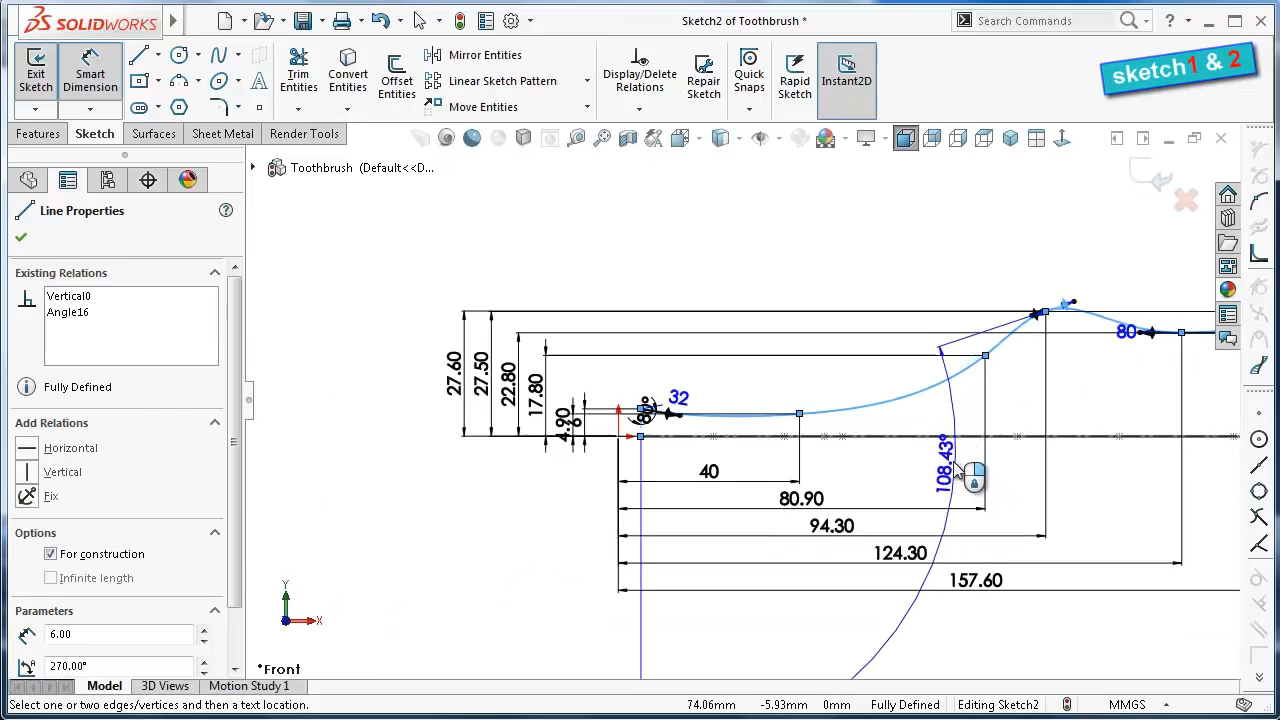 SOLIDWORKS
Sketch2 of Toothbrush *
Search Commands
sketch1 & 2
Exit Sketch
Smart Dimension
Trim Entities
Convert Entities
Offset Entities
Mirror Entities
Linear Sketch Pattern
Move Entities
Display/Delete Relations
Repair Sketch
Quick Snaps
Rapid Sketch
Instant2D
Features
Sketch
Surfaces
Sheet Metal
Render Tools
Toothbrush (Default<<D...
Line Properties
Existing Relations
Vertical0
Angle16
Fully Defined
Add Relations
Horizontal
Vertical
Fix
Options
For construction
Infinite length
Parameters
6.00
270.00°
27.60
27.50
22.80
17.80
4.90
6
80°
32
80
108.43°
40
80.90
94.30
124.30
157.60
Y
X
*Front
Model
3D Views
Motion Study 1
Select one or two edges/vertices and then a text location.
74.06mm
-5.93mm
0mm
Fully Defined
Editing Sketch2
MMGS